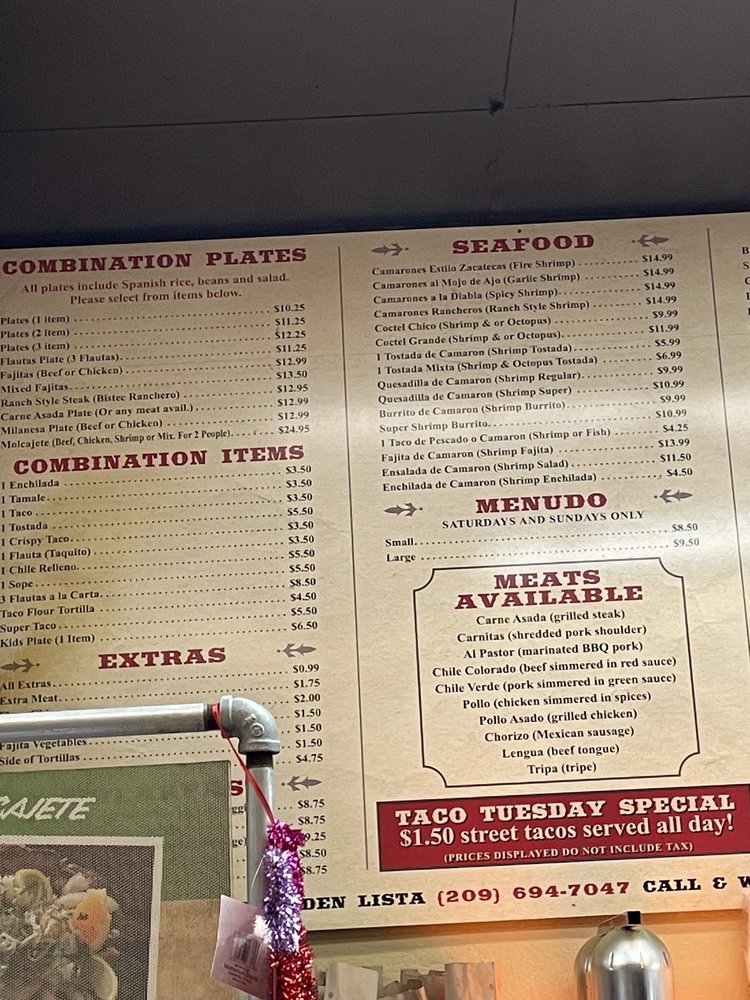 COMBINATION PLATES
All plates include Spanish rice, beans and salad.
Please select from items below.
Plates (1 item) $10.25
Plates (2 item) $11.25
Plates (3 item) $12.25
Flautas Plate (3 Flautas) $11.25
Fajitas (Beef or Chicken) $12.99
Mixed Fajitas $13.50
Ranch Style Steak (Bistec Ranchero) $12.95
Carne Asada Plate (Or any meat avail.) $12.99
Milanesa Plate (Beef or Chicken) $12.99
Molcajete (Beef, Chicken, Shrimp or Mix. For 2 People) $24.95
COMBINATION ITEMS
1 Enchilada $3.50
1 Tamale $3.50
1 Taco $3.50
1 Tostada $5.50
1 Crispy Taco $3.50
1 Flauta (Taquito) $3.50
1 Chile Relleno $5.50
1 Sope $5.50
3 Flautas a la Carta $8.50
Taco Flour Tortilla $4.50
Super Taco $5.50
Kids Plate (1 Item) $6.50
EXTRAS
All Extras $0.99
Extra Meat $1.75
$2.00
$1.50
Fajita Vegetables $1.50
Side of Tortillas $1.50
$4.75
$8.75
$8.75
$9.25
$8.50
$8.75
SEAFOOD
Camarones Estilo Zacatecas (Fire Shrimp) $14.99
Camarones al Mojo de Ajo (Garlic Shrimp) $14.99
Camarones a la Diabla (Spicy Shrimp) $14.99
Camarones Rancheros (Ranch Style Shrimp) $14.99
Coctel Chico (Shrimp & or Octopus) $9.99
Coctel Grande (Shrimp & or Octopus) $11.99
1 Tostada de Camaron (Shrimp Tostada) $5.99
1 Tostada Mixta (Shrimp & Octopus Tostada) $6.99
Quesadilla de Camaron (Shrimp Regular) $9.99
Quesadilla de Camaron (Shrimp Super) $10.99
Burrito de Camaron (Shrimp Burrito) $9.99
Super Shrimp Burrito $10.99
1 Taco de Pescado o Camaron (Shrimp or Fish) $4.25
Fajita de Camaron (Shrimp Fajita) $13.99
Ensalada de Camaron (Shrimp Salad) $11.50
Enchilada de Camaron (Shrimp Enchilada) $4.50
MENUDO
SATURDAYS AND SUNDAYS ONLY
Small $8.50
Large $9.50
MEATS
AVAILABLE
Carne Asada (grilled steak)
Carnitas (shredded pork shoulder)
Al Pastor (marinated BBQ pork)
Chile Colorado (beef simmered in red sauce)
Chile Verde (pork simmered in green sauce)
Pollo (chicken simmered in spices)
Pollo Asado (grilled chicken)
Chorizo (Mexican sausage)
Lengua (beef tongue)
Tripa (tripe)
TACO TUESDAY SPECIAL
$1.50 street tacos served all day!
(PRICES DISPLAYED DO NOT INCLUDE TAX)
DEN LISTA (209) 694-7047 CALL & W
CAJETE